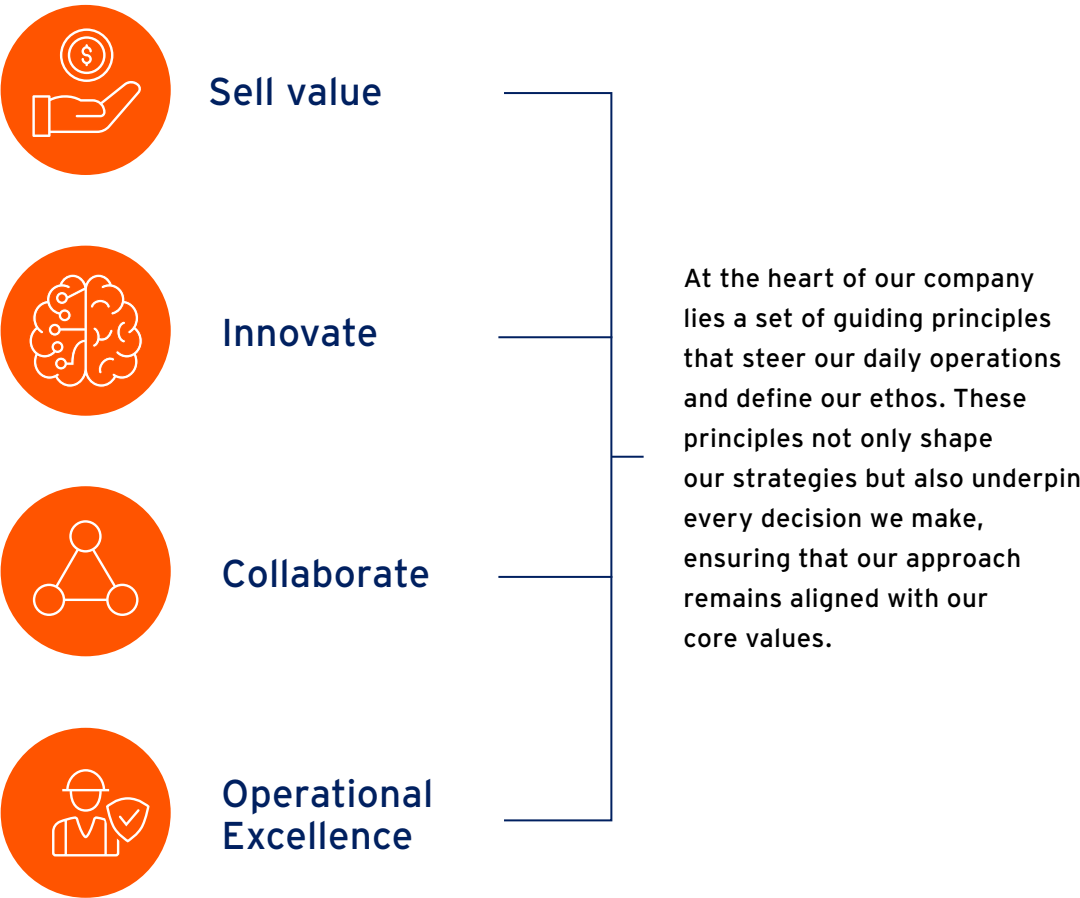 $
Sell value
Innovate
Collaborate
Operational
Excellence
At the heart of our company
lies a set of guiding principles
that steer our daily operations
and define our ethos. These
principles not only shape
our strategies but also underpin
every decision we make,
ensuring that our approach
remains aligned with our
core values.